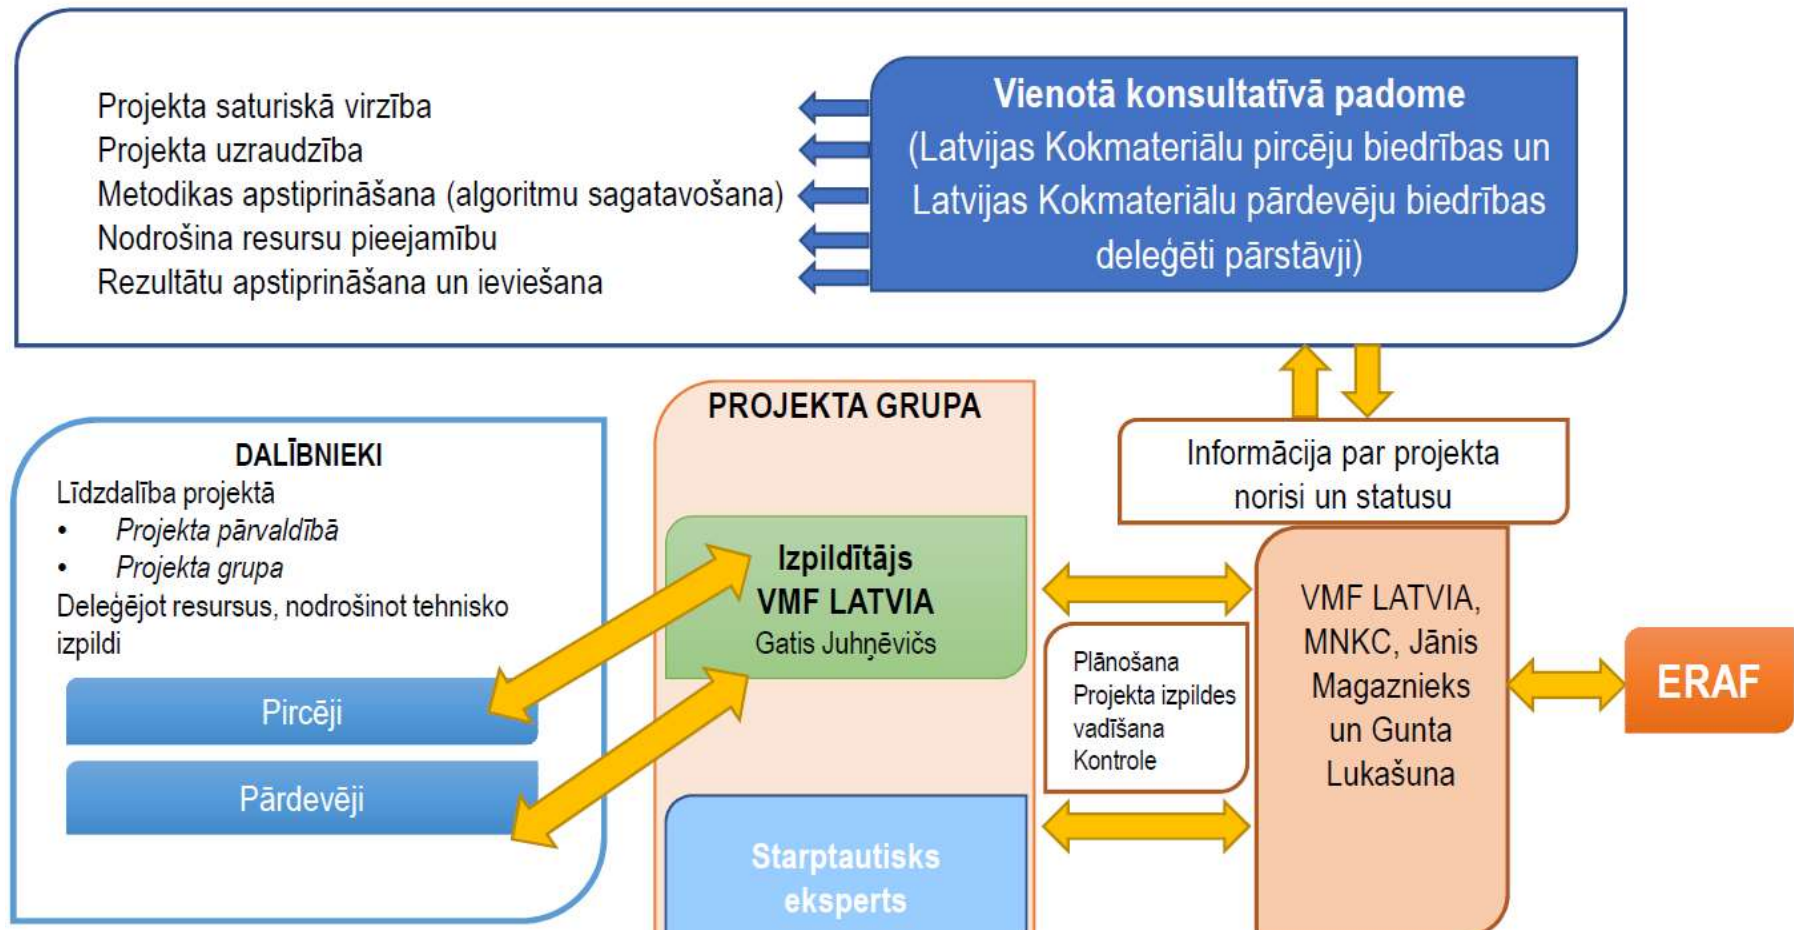 Projekta saturiskā virzība
Projekta uzraudzība
Metodikas apstiprināšana (algoritmu sagatavošana)
Nodrošina resursu pieejamību
Rezultātu apstiprināšana un ieviešana
Vienotā konsultatīvā padome
(Latvijas Kokmateriālu pircēju biedrības un
Latvijas Kokmateriālu pārdevēju biedrības
deleģēti pārstāvji)
DALĪBNIEKI
Līdzdalība projektā
• Projekta pārvaldībā
• Projekta grupa
Deleģējot resursus, nodrošinot tehnisko
izpildi
Pircēji
Pārdevēji
PROJEKTA GRUPA
Izpildītājs
VMF LATVIA
Gatis Juhņēvičs
Starptautisks
eksperts
Informācija par projekta
norisi un statusu
Plānošana
Projekta izpildes
vadīšana
Kontrole
VMF LATVIA,
MNKC, Jānis
Magaznieks
un Gunta
Lukašuna
ERAF